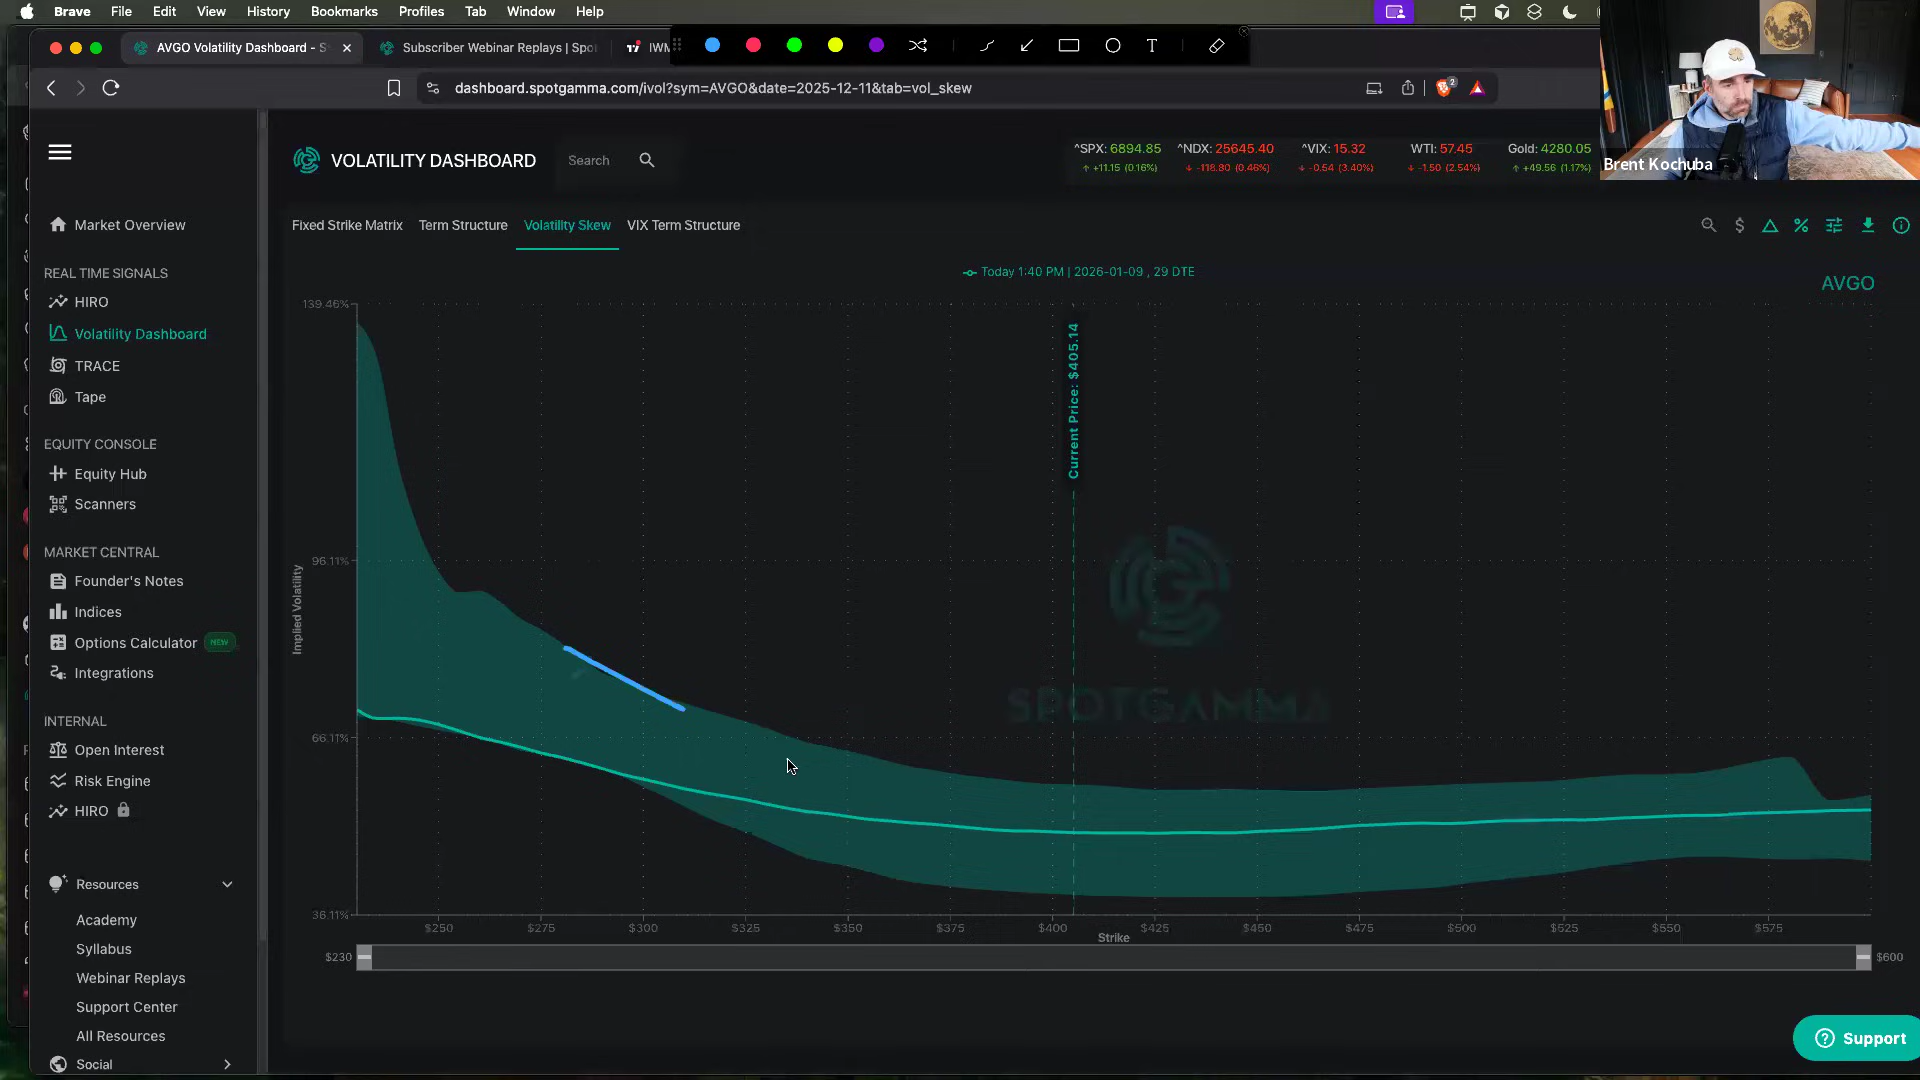 Brave File Edit View History Bookmarks Profiles Tab Window Help
AVGO Volatility Dashboard - S
Subscriber Webinar Replays | Spo
IWM
T
dashboard.spotgamma.com/ivol?sym=AVGO&date=2025-12-11&tab=vol_skew
2
Brent Kochuba
VOLATILITY DASHBOARD
Search
^SPX: 6894.85
+11.15 (0.16%)
^NDX: 25645.40
-118.80 (0.46%)
^VIX: 15.32
-0.54 (3.40%)
WTI: 57.45
-1.50 (2.54%)
Gold: 4280.05
+49.56 (1.17%)
Fixed Strike Matrix
Term Structure
Volatility Skew
VIX Term Structure
Today 1:40 PM | 2026-01-09 , 29 DTE
AVGO
Market Overview
REAL TIME SIGNALS
HIRO
Volatility Dashboard
TRACE
Tape
EQUITY CONSOLE
Equity Hub
Scanners
MARKET CENTRAL
Founder's Notes
Indices
Options Calculator NEW
Integrations
INTERNAL
Open Interest
Risk Engine
HIRO
Resources
Academy
Syllabus
Webinar Replays
Support Center
All Resources
Social
139.46%
96.11%
66.11%
36.11%
Implied Volatility
Current Price: $405.14
SPOTGAMMA
$250 $275 $300 $325 $350 $375 $400 $425 $450 $475 $500 $525 $550 $575
Strike
$230
$600
Support